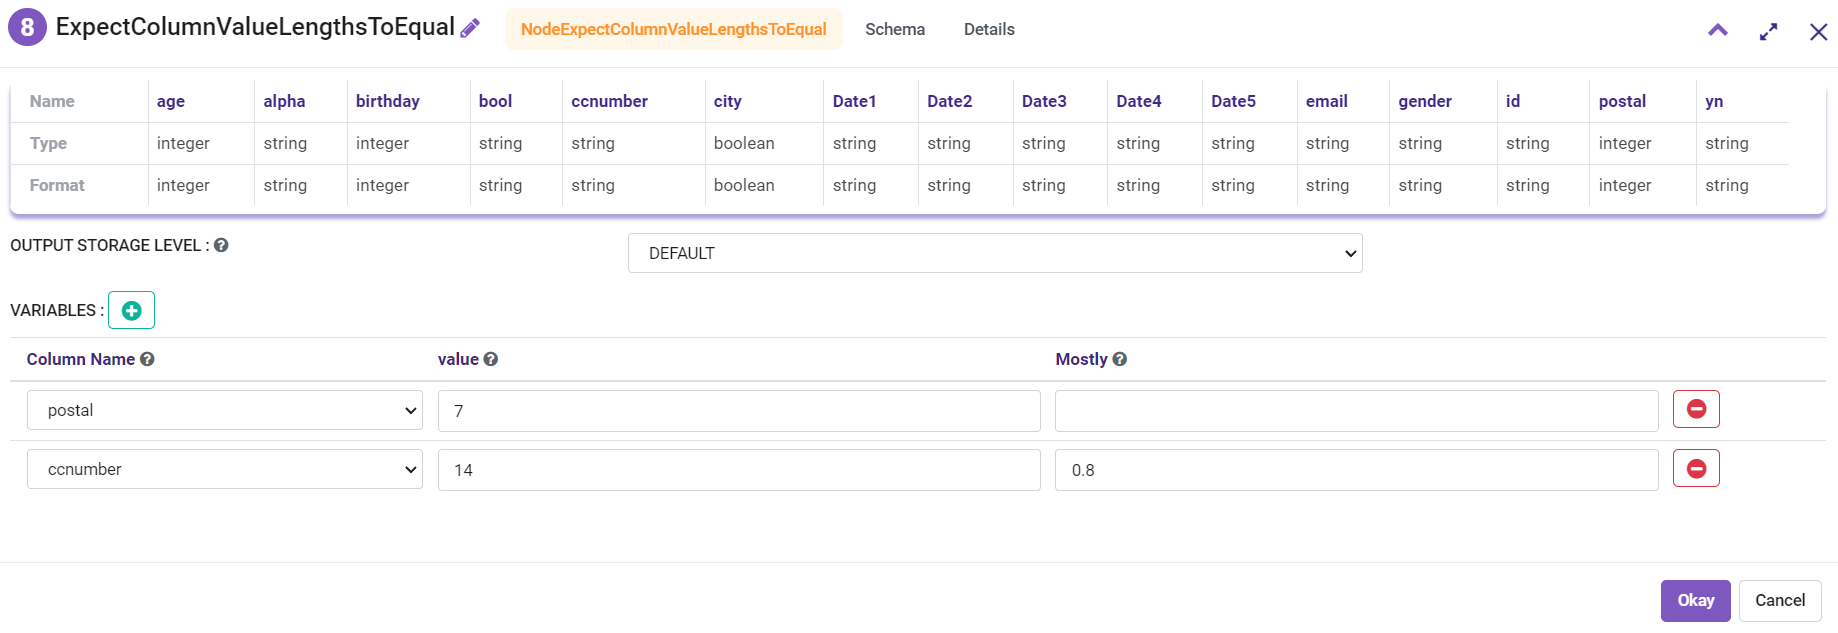 8 ExpectColumnValueLengthsToEqual NodeExpectColumnValueLengthsToEqual Schema Details
Name age alpha birthday bool ccnumber city Date1 Date2 Date3 Date4 Date5 email gender id postal yn
Type integer string integer string string boolean string string string string string string string string integer string
Format integer string integer string string boolean string string string string string string string string integer string
OUTPUT STORAGE LEVEL : ? DEFAULT
VARIABLES :
Column Name ? value ? Mostly ?
postal 7
ccnumber 14 0.8
Okay Cancel